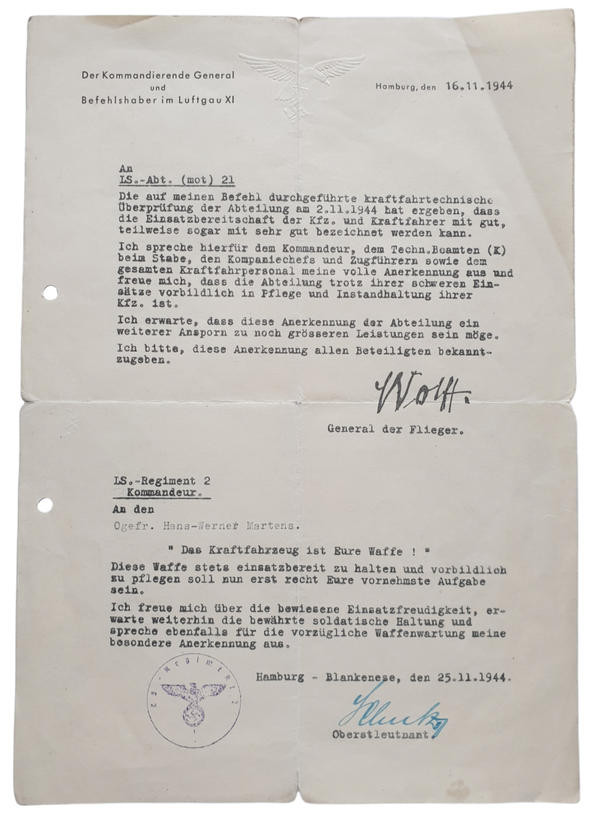 Der Kommandierende General
und
Befehlshaber im Luftgau XI
Hamburg, den 16.11.1944
An
LS.-Abt. (mot) 21
Die auf meinen Befehl durchgeführte kraftfahrtechnische
Überprüfung der Abteilung am 2.11.1944 hat ergeben, dass
die Einsatzbereitschaft der Kfz. und Kraftfahrer mit gut,
teilweise sogar mit sehr gut bezeichnet werden kann.
Ich spreche hierfür dem Kommandeur, dem Techn.Beamten (K)
beim Stabe, den Kompaniechefs und Zugführern sowie dem
gesamten Kraftfahrpersonal meine volle Anerkennung aus und
freue mich, dass die Abteilung trotz ihrer schweren Ein-
sätze vorbildlich in Pflege und Instandhaltung ihrer
Kfz. ist.
Ich erwarte, dass diese Anerkennung der Abteilung ein
weiterer Ansporn zu noch grösseren Leistungen sein möge.
Ich bitte, diese Anerkennung allen Beteiligten bekannt-
zugeben.
Wolff.
General der Flieger.
LS.-Regiment 2
Kommandeur.
An den
Ogefr. Hans-Werner Martens.
" Das Kraftfahrzeug ist Eure Waffe ! "
Diese Waffe stets einsatzbereit zu halten und vorbildlich
zu pflegen soll nun erst recht Eure vornehmste Aufgabe
sein.
Ich freue mich über die bewiesene Einsatzfreudigkeit, er-
warte weiterhin die bewährte soldatische Haltung und
spreche ebenfalls für die vorzügliche Waffenwartung meine
besondere Anerkennung aus.
LS-Regiment 2
Hamburg - Blankenese, den 25.11.1944.
Oberstleutnant